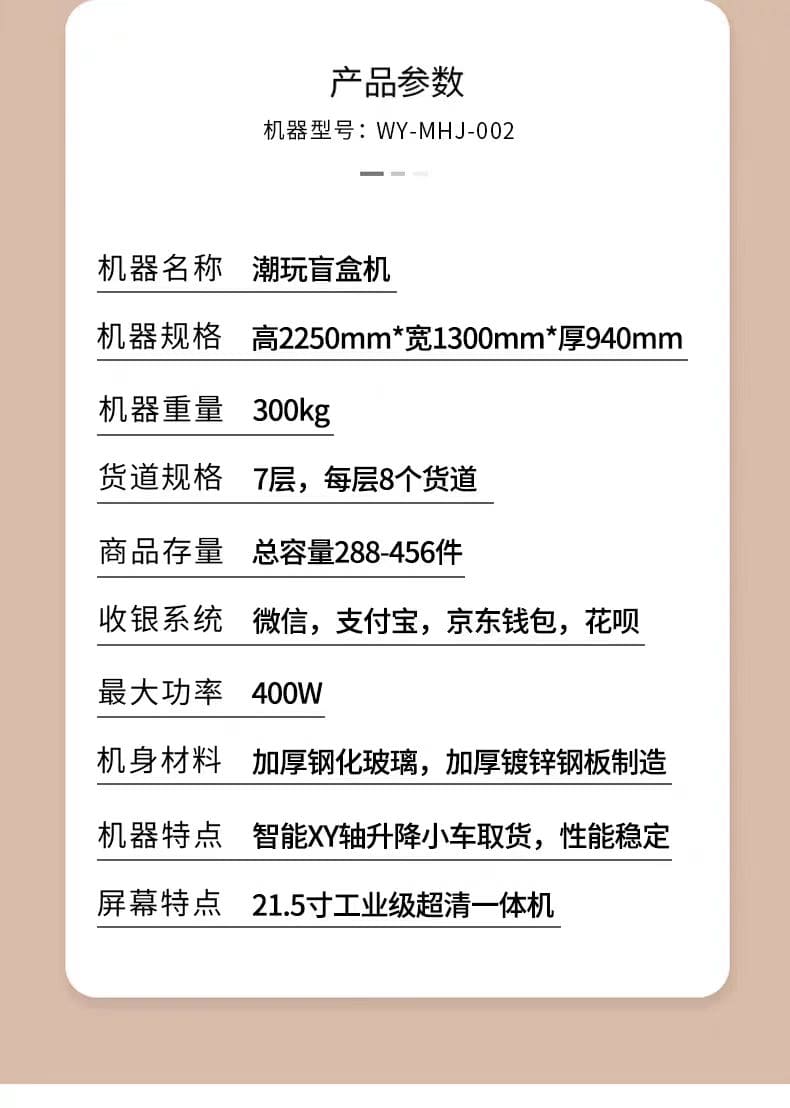 产品参数
机器型号：WY-MHJ-002
机器名称 潮玩盲盒机
机器规格 高2250mm*宽1300mm*厚940mm
机器重量 300kg
货道规格 7层，每层8个货道
商品存量 总容量288-456件
收银系统 微信，支付宝，京东钱包，花呗
最大功率 400W
机身材料 加厚钢化玻璃，加厚镀锌钢板制造
机器特点 智能XY轴升降小车取货，性能稳定
屏幕特点 21.5寸工业级超清一体机